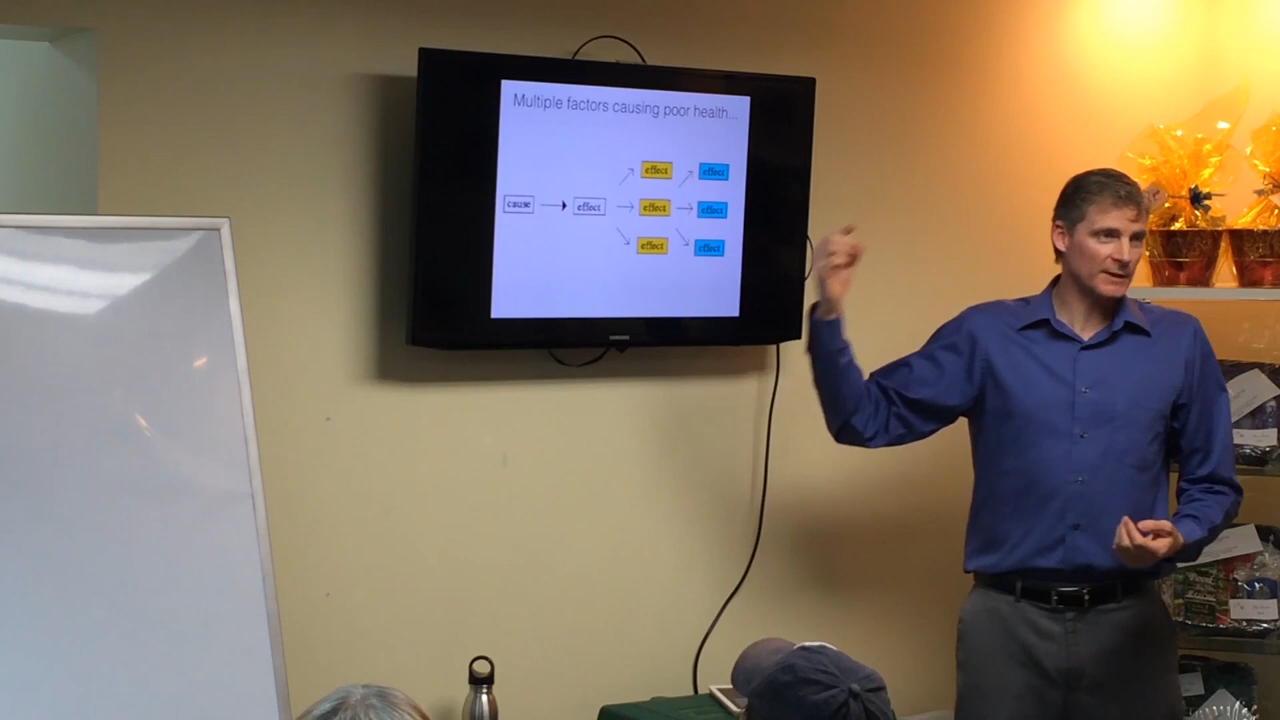 Multiple factors causing poor health...
effect effect
cause effect effect effect
effect effect
SAMSUNG